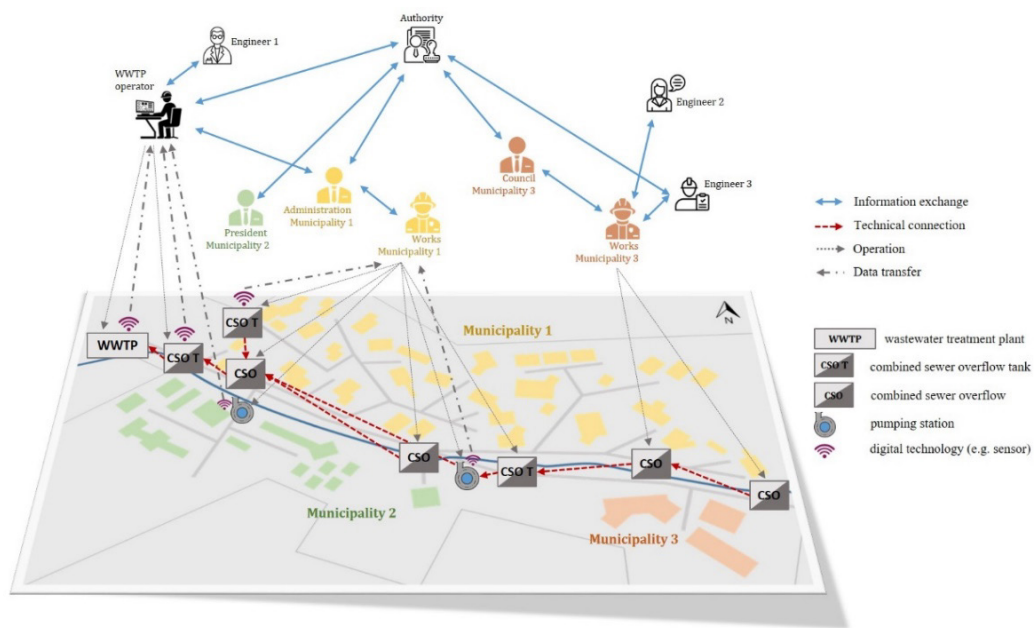 Authority
Engineer 1
WWTP
operator
Engineer 2
Council
Municipality 3
Engineer 3
Administration
Municipality 1
President
Municipality 2
Works
Municipality 1
Works
Municipality 3
Information exchange
Technical connection
Operation
Data transfer
N
CSO T
Municipality 1
WWTP
CSO T
CSO
CSO
CSO T
CSO
CSO
Municipality 2
Municipality 3
WWTP wastewater treatment plant
CSO T combined sewer overflow tank
CSO combined sewer overflow
pumping station
digital technology (e.g. sensor)